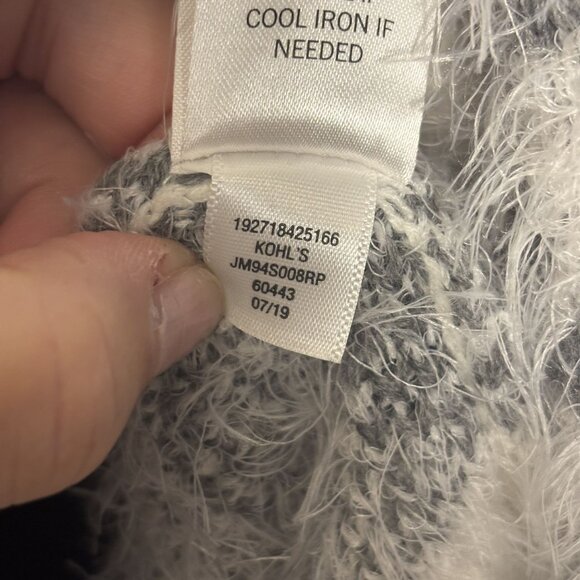 COOL IRON IF
NEEDED
192718425166
KOHL'S
JM94S008RP
60443
07/19